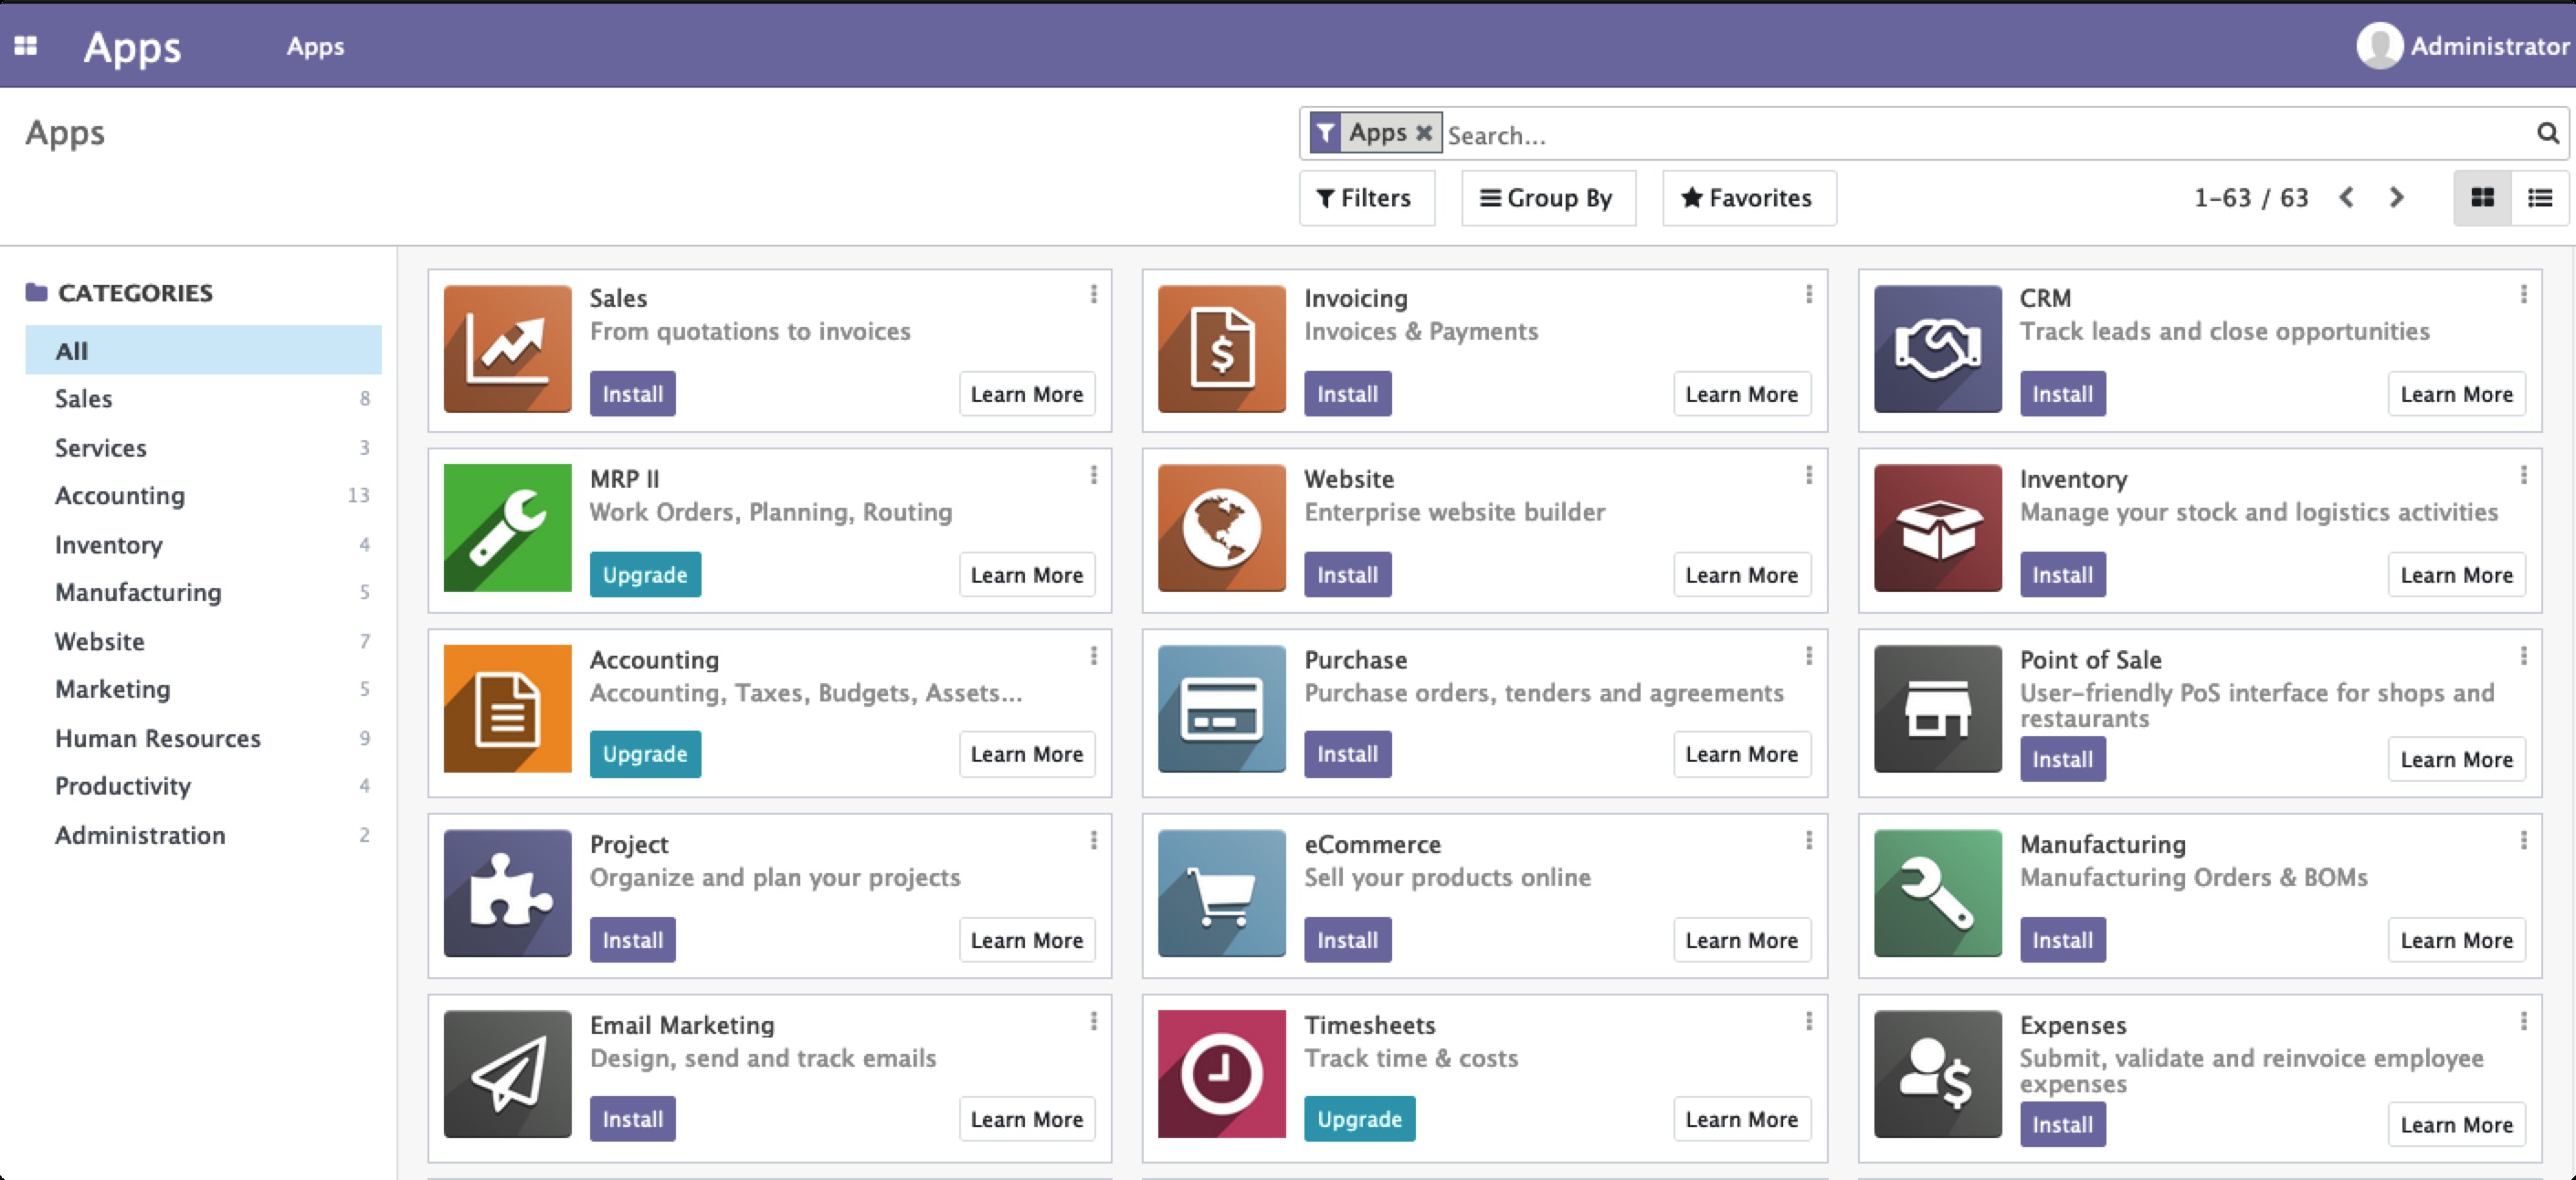 Apps Apps Administrator
Apps
Apps Search...
Filters Group By Favorites 1-63 / 63
CATEGORIES
All
Sales 8
Services 3
Accounting 13
Inventory 4
Manufacturing 5
Website 7
Marketing 5
Human Resources 9
Productivity 4
Administration 2
Sales
From quotations to invoices
Install Learn More
Invoicing
Invoices & Payments
Install Learn More
CRM
Track leads and close opportunities
Install Learn More
MRP II
Work Orders, Planning, Routing
Upgrade Learn More
Website
Enterprise website builder
Install Learn More
Inventory
Manage your stock and logistics activities
Install Learn More
Accounting
Accounting, Taxes, Budgets, Assets...
Upgrade Learn More
Purchase
Purchase orders, tenders and agreements
Install Learn More
Point of Sale
User-friendly PoS interface for shops and
restaurants
Install Learn More
Project
Organize and plan your projects
Install Learn More
eCommerce
Sell your products online
Install Learn More
Manufacturing
Manufacturing Orders & BOMs
Install Learn More
Email Marketing
Design, send and track emails
Install Learn More
Timesheets
Track time & costs
Upgrade Learn More
Expenses
Submit, validate and reinvoice employee
expenses
Install Learn More